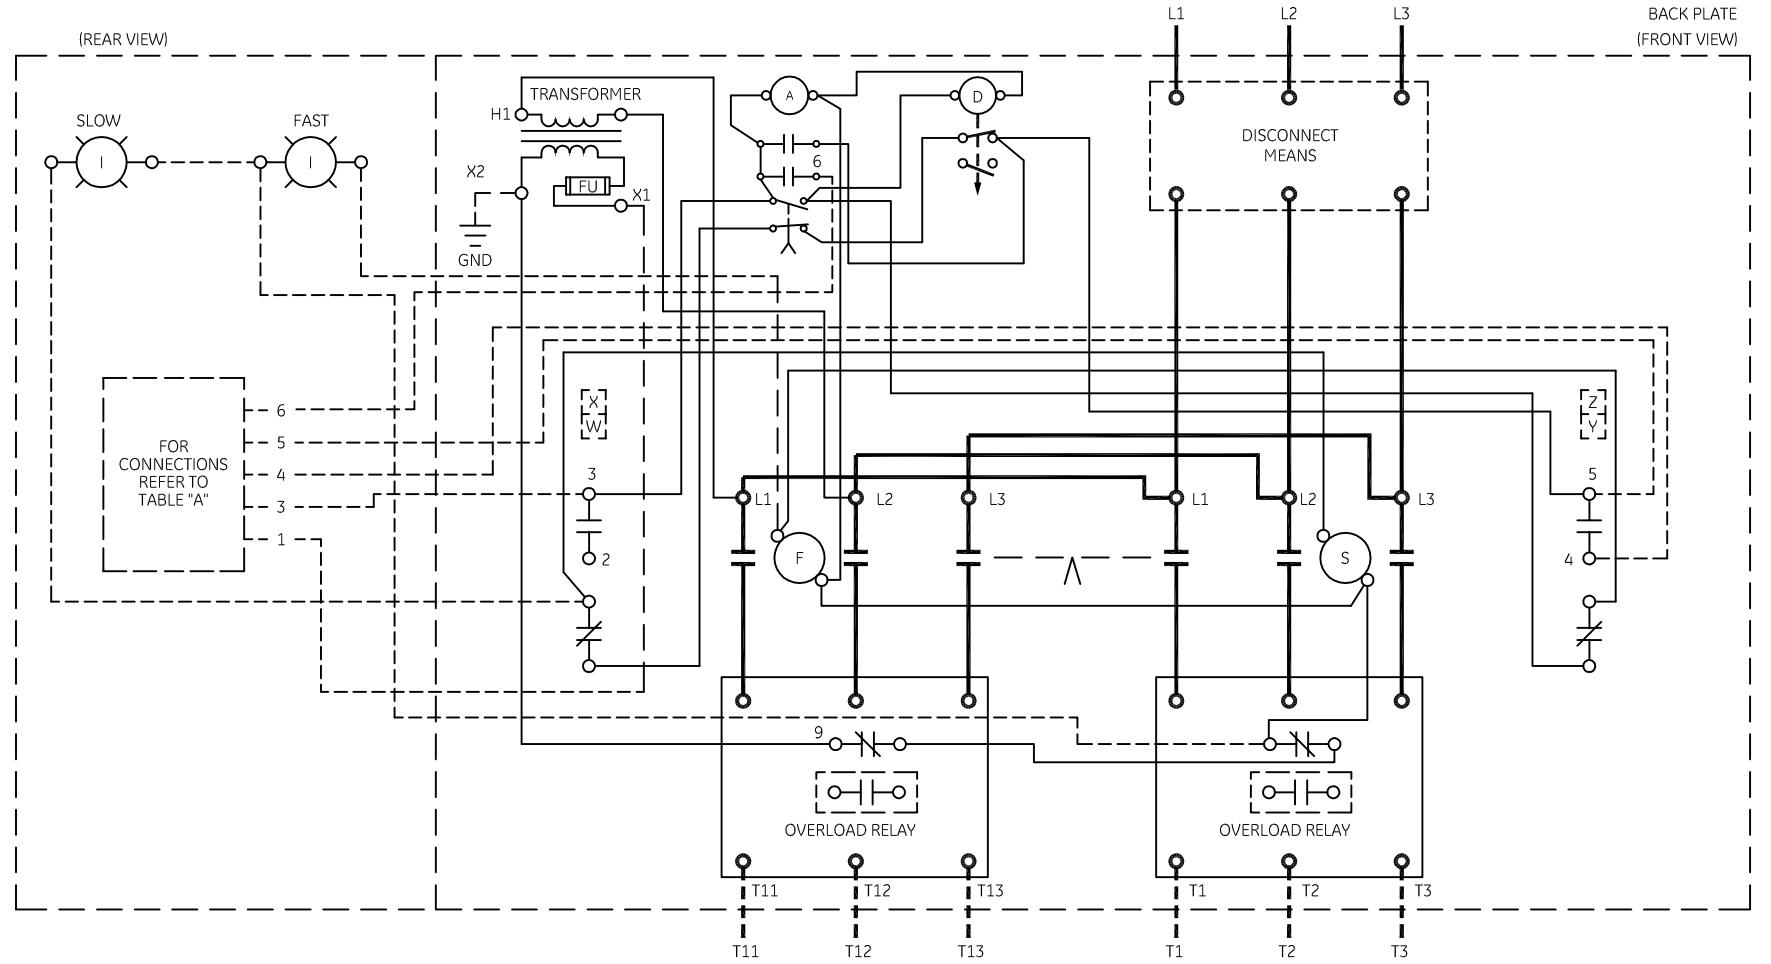 L1 L2 L3 BACK PLATE
(REAR VIEW) (FRONT VIEW)
TRANSFORMER
H1
A
D
SLOW FAST
DISCONNECT
MEANS
I I
6
X2
FU
X1
GND
6
5
4
3
1
FOR
CONNECTIONS
REFER TO
TABLE "A"
X
W
Z
Y
3
5
L1 L2 L3 L1 L2 L3
2
F
S
4
9
OVERLOAD RELAY OVERLOAD RELAY
T11 T12 T13 T1 T2 T3
T11 T12 T13 T1 T2 T3